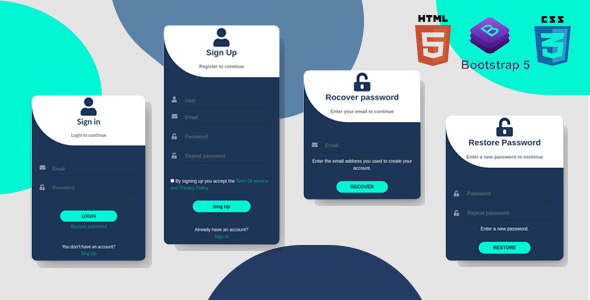 HTML
5
CSS
3
B
Bootstrap 5
Sign in
Login to continue
Email
Password
LOGIN
Recover password
You don't have an account?
Sing Up
Sign Up
Register to continue
User
Email
Password
Repeat password
By signing up you accept the Term Of service
and Privacy Policy
Sing Up
Already have an account?
Sign In
Rocover password
Enter your email to continue
Email
Enter the email address you used to create your
account.
RECOVER
Restore Password
Enter a new password to continue
Password
Repeat password
Enter a new password.
RESTORE